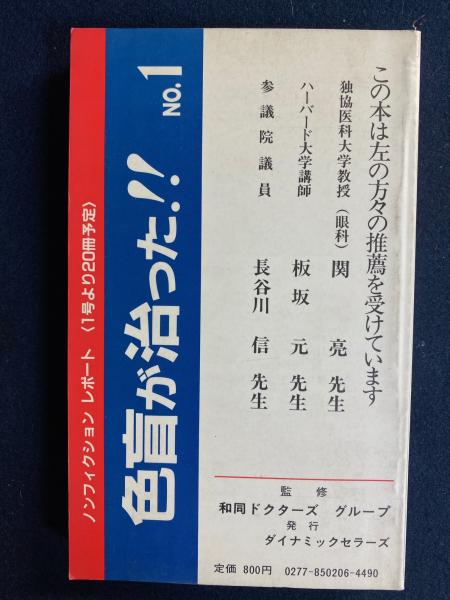 この本は左の方々の推薦を受けています
独協医科大学教授(眼科) 関 亮 先生
ハーバード大学講師 板坂 元 先生
参議院議員 長谷川 信 先生
色盲が治った!! NO.1
ノンフィクション レポート 〈1号より20冊予定〉
監修
和同ドクターズ グループ
発行
ダイナミックセラーズ
定価 800円 0277-850206-4490